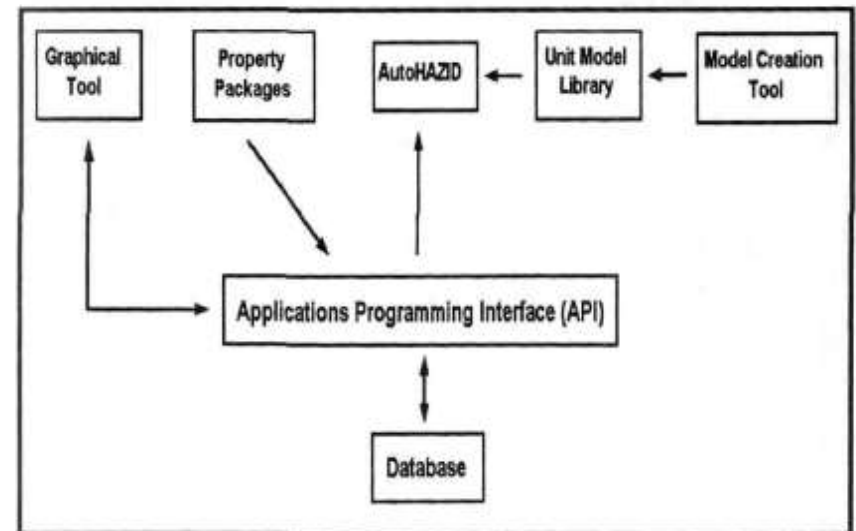 Graphical
Tool
Property
Packages
AutoHAZID
Unit Model
Library
Model Creation
Tool
Applications Programming Interface (API)
Database